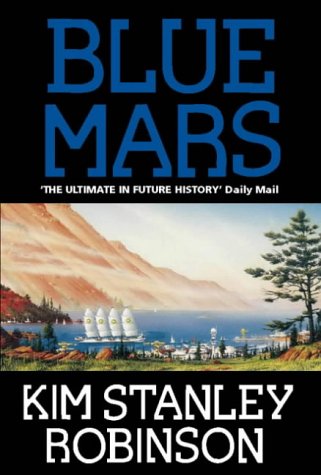 BLUE
MARS
'THE ULTIMATE IN FUTURE HISTORY' Daily Mail
KIM STANLEY
ROBINSON